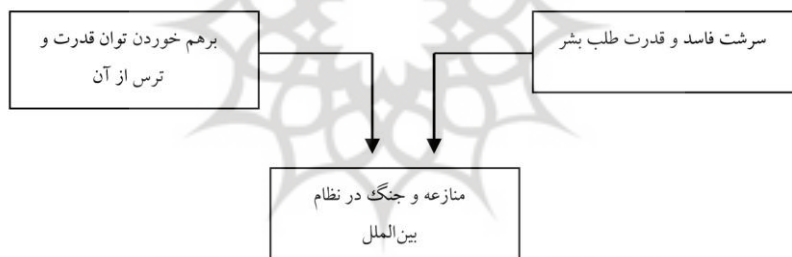 سرشت فاسد و قدرت طلب بشر
برهم خوردن توان قدرت و
ترس از آن
منازعه و جنگ در نظام
بین‌الملل